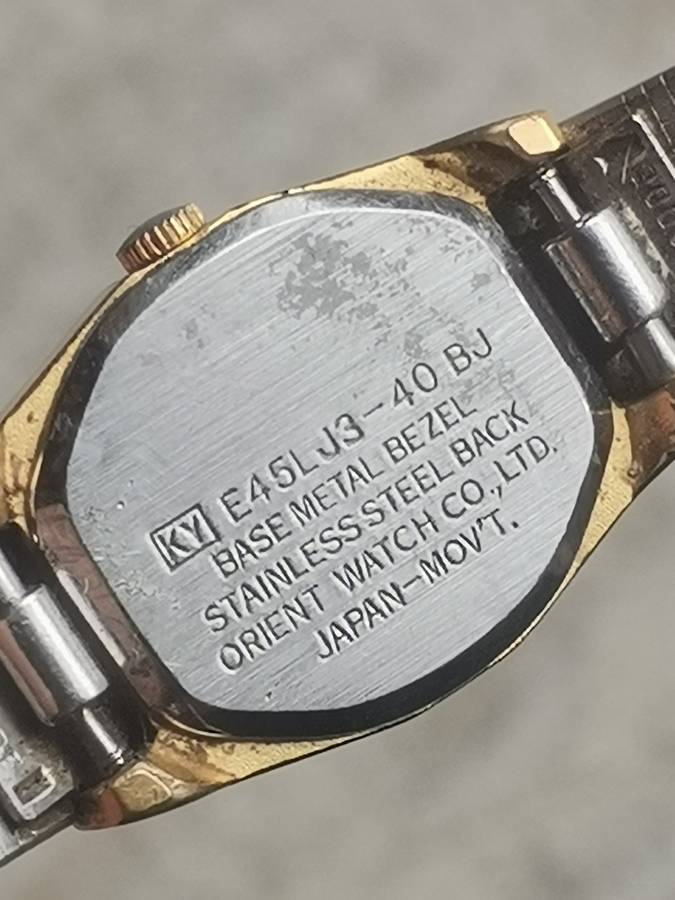 KY E45LJ3-40 BJ
BASE METAL BEZEL
STAINLESS STEEL BACK
ORIENT WATCH CO.,LTD.
JAPAN-MOV'T.